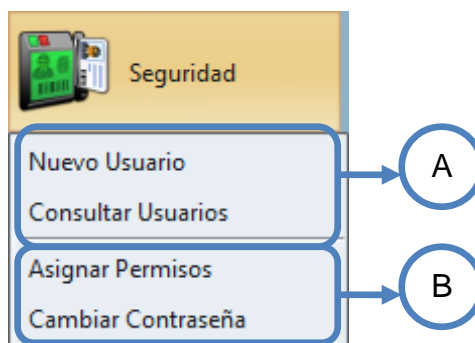 Seguridad
Nuevo Usuario
A
Consultar Usuarios
Asignar Permisos
B
Cambiar Contraseña